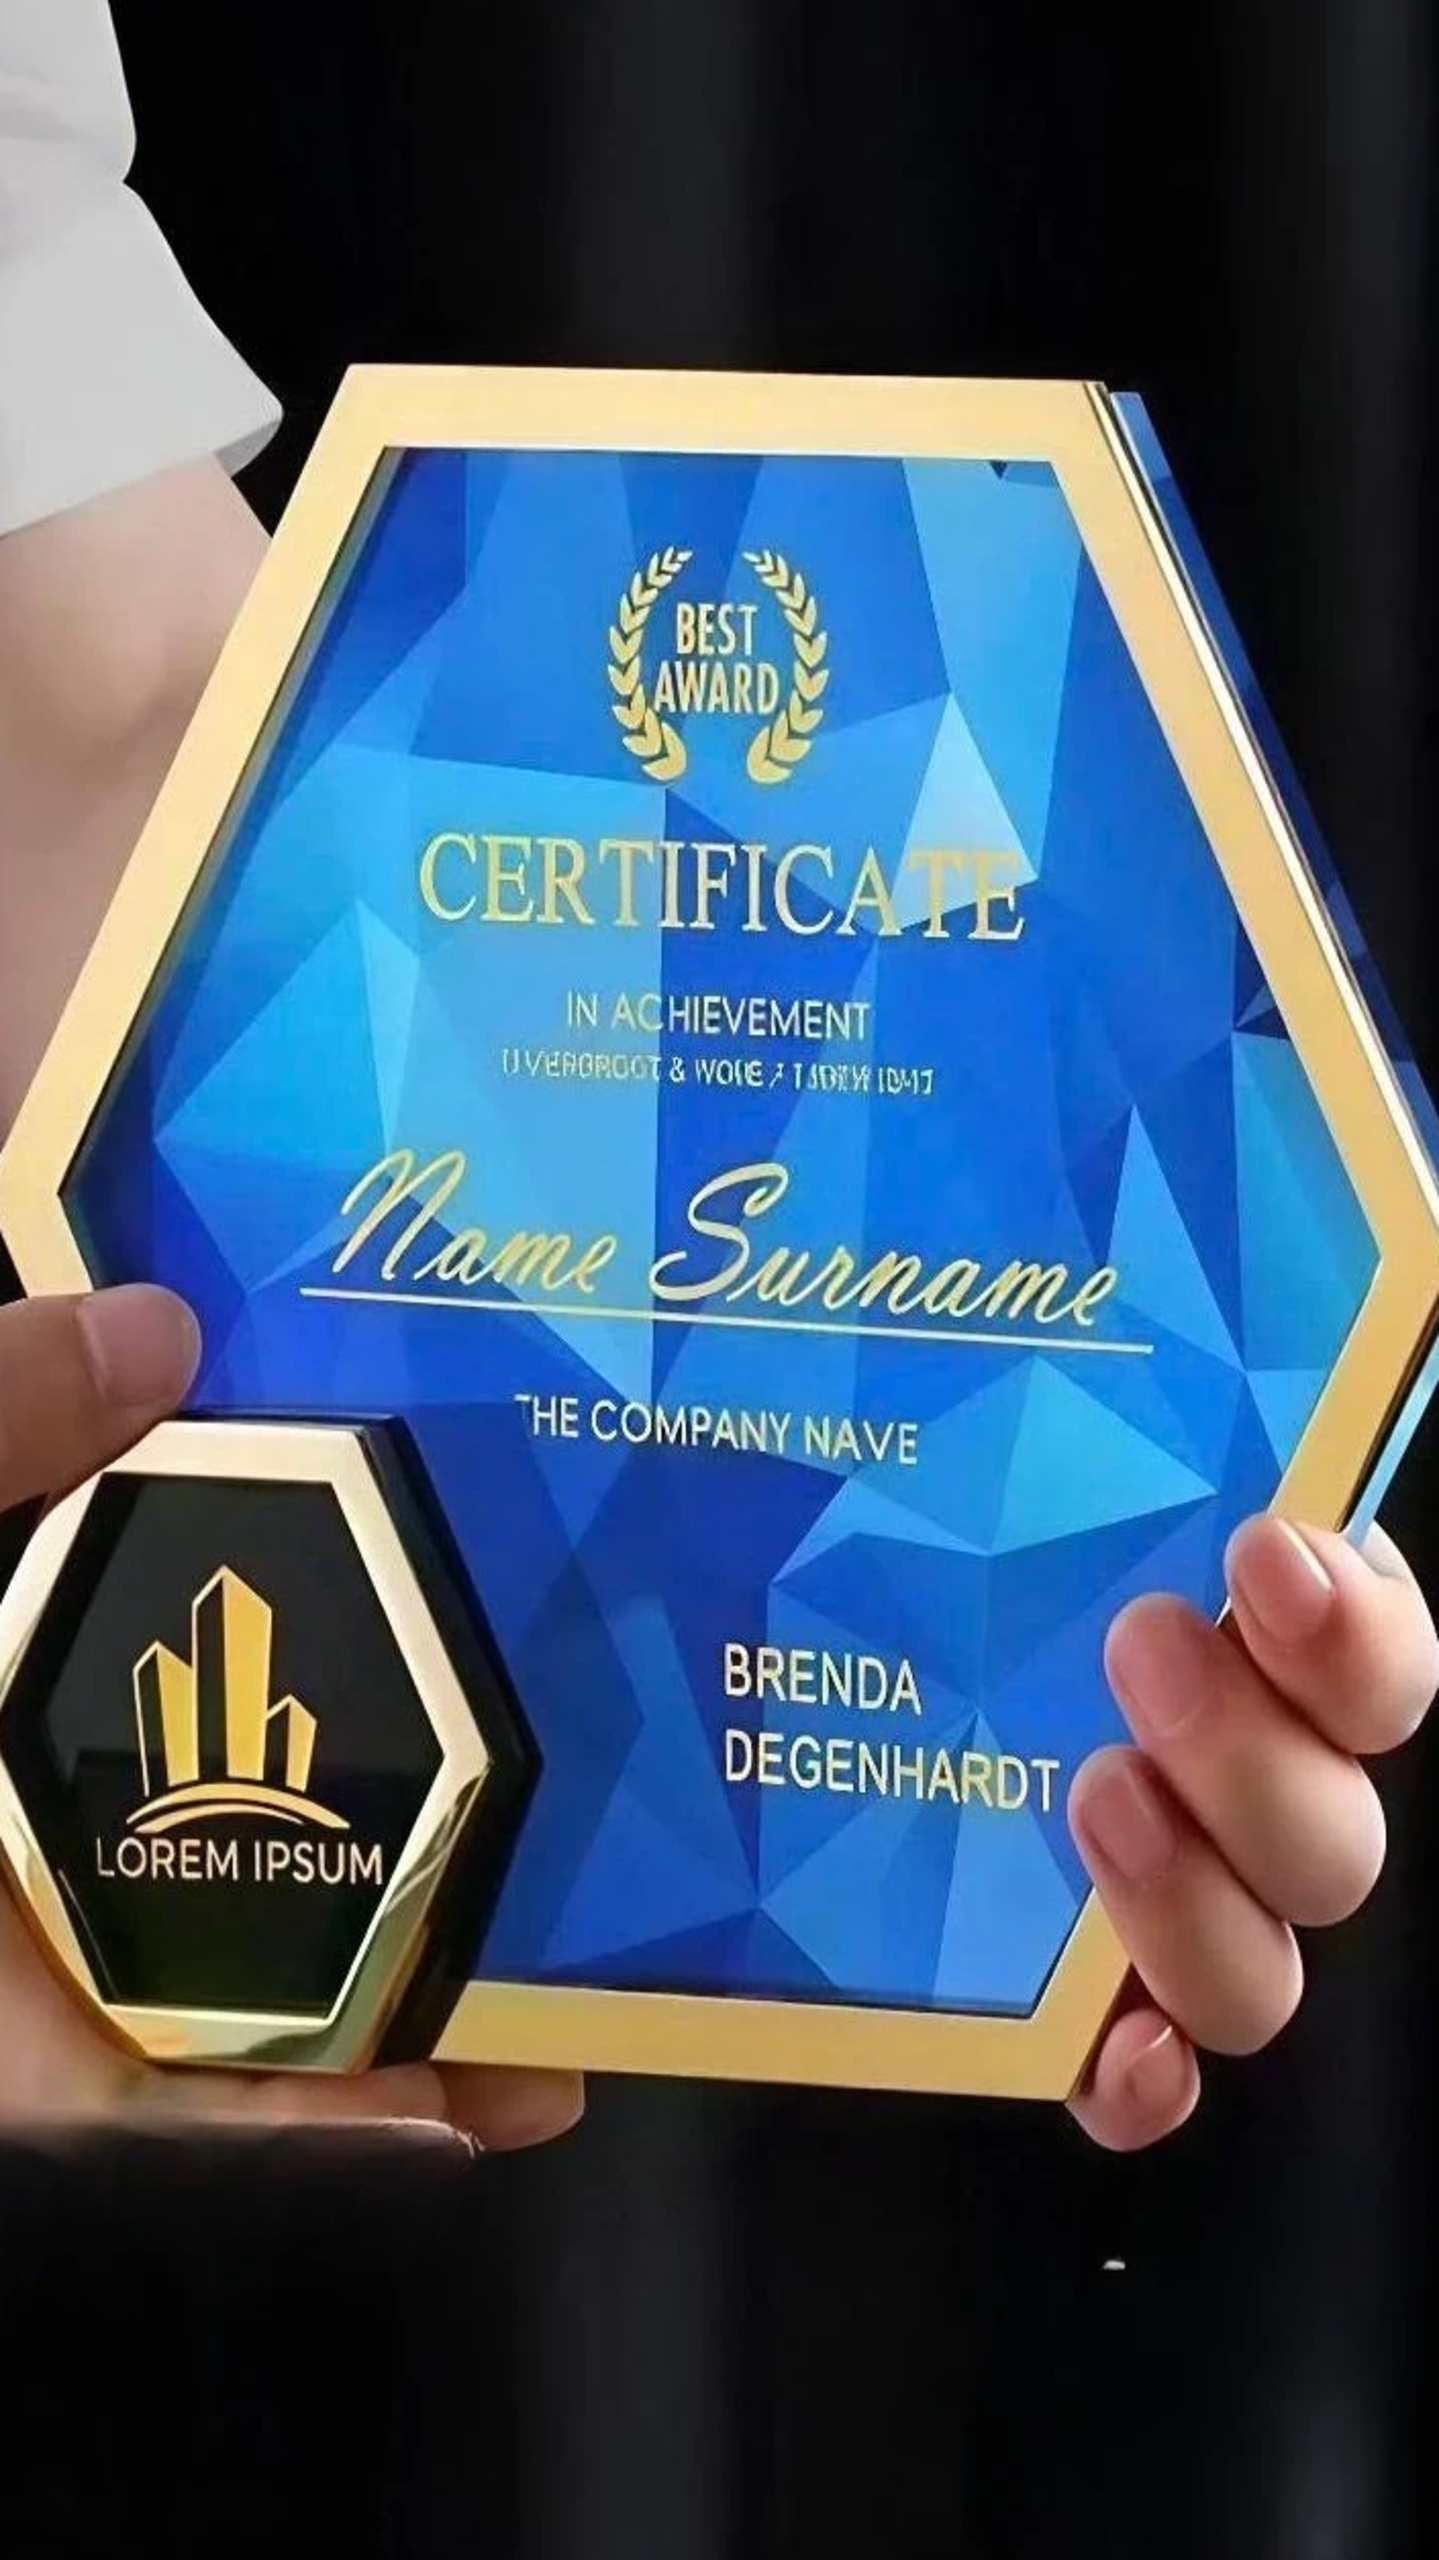 BEST
AWARD
CERTIFICATE
IN ACHIEVEMENT
&
Name Surname
THE COMPANY NAVE
BRENDA
DEGENHARDT
LOREM IPSUM